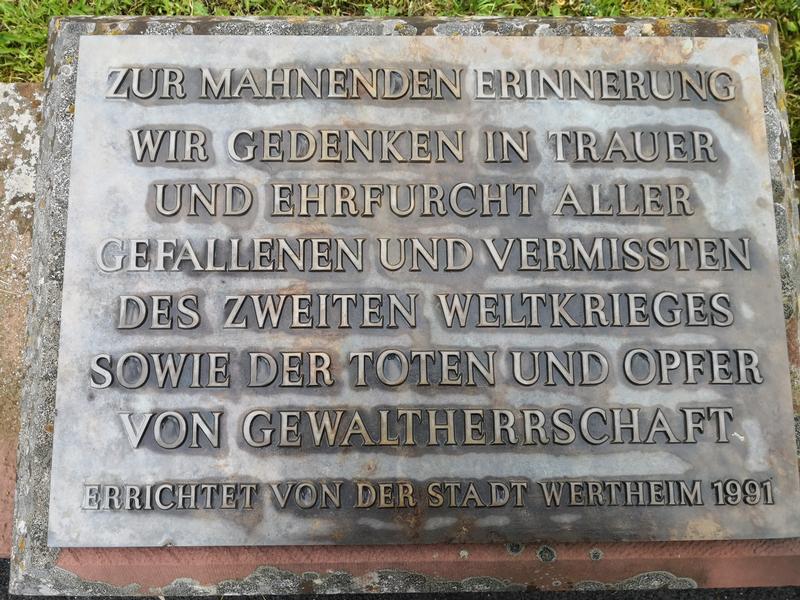 ZUR MAHNENDEN ERINNERUNG
WIR GEDENKEN IN TRAUER
UND EHRFURCHT ALLER
GEFALLENEN UND VERMISSTEN
DES ZWEITEN WELTKRIEGES
SOWIE DER TOTEN UND OPFER
VON GEWALTHERRSCHAFT
ERRICHTET VON DER STADT WERTHEIM 1991